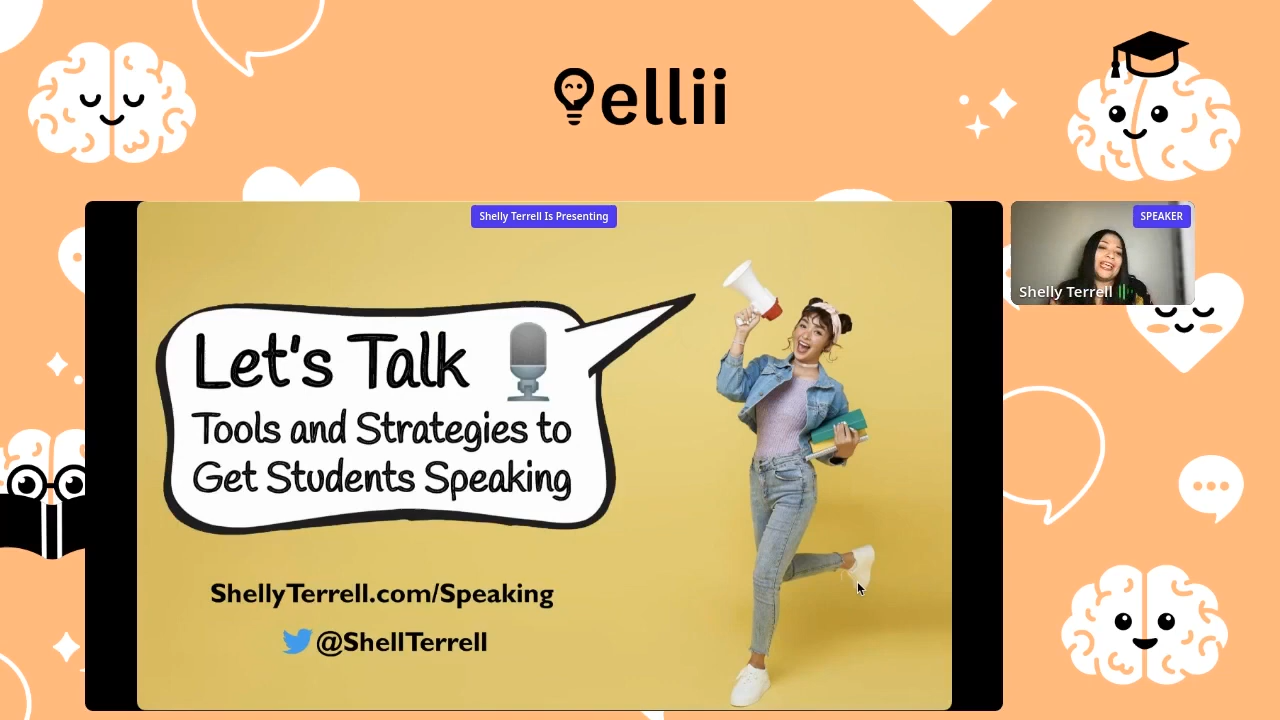 ellii
Shelly Terrell Is Presenting
SPEAKER
Shelly Terrell
Let's Talk
Tools and Strategies to
Get Students Speaking
ShellyTerrell.com/Speaking
@ShellTerrell